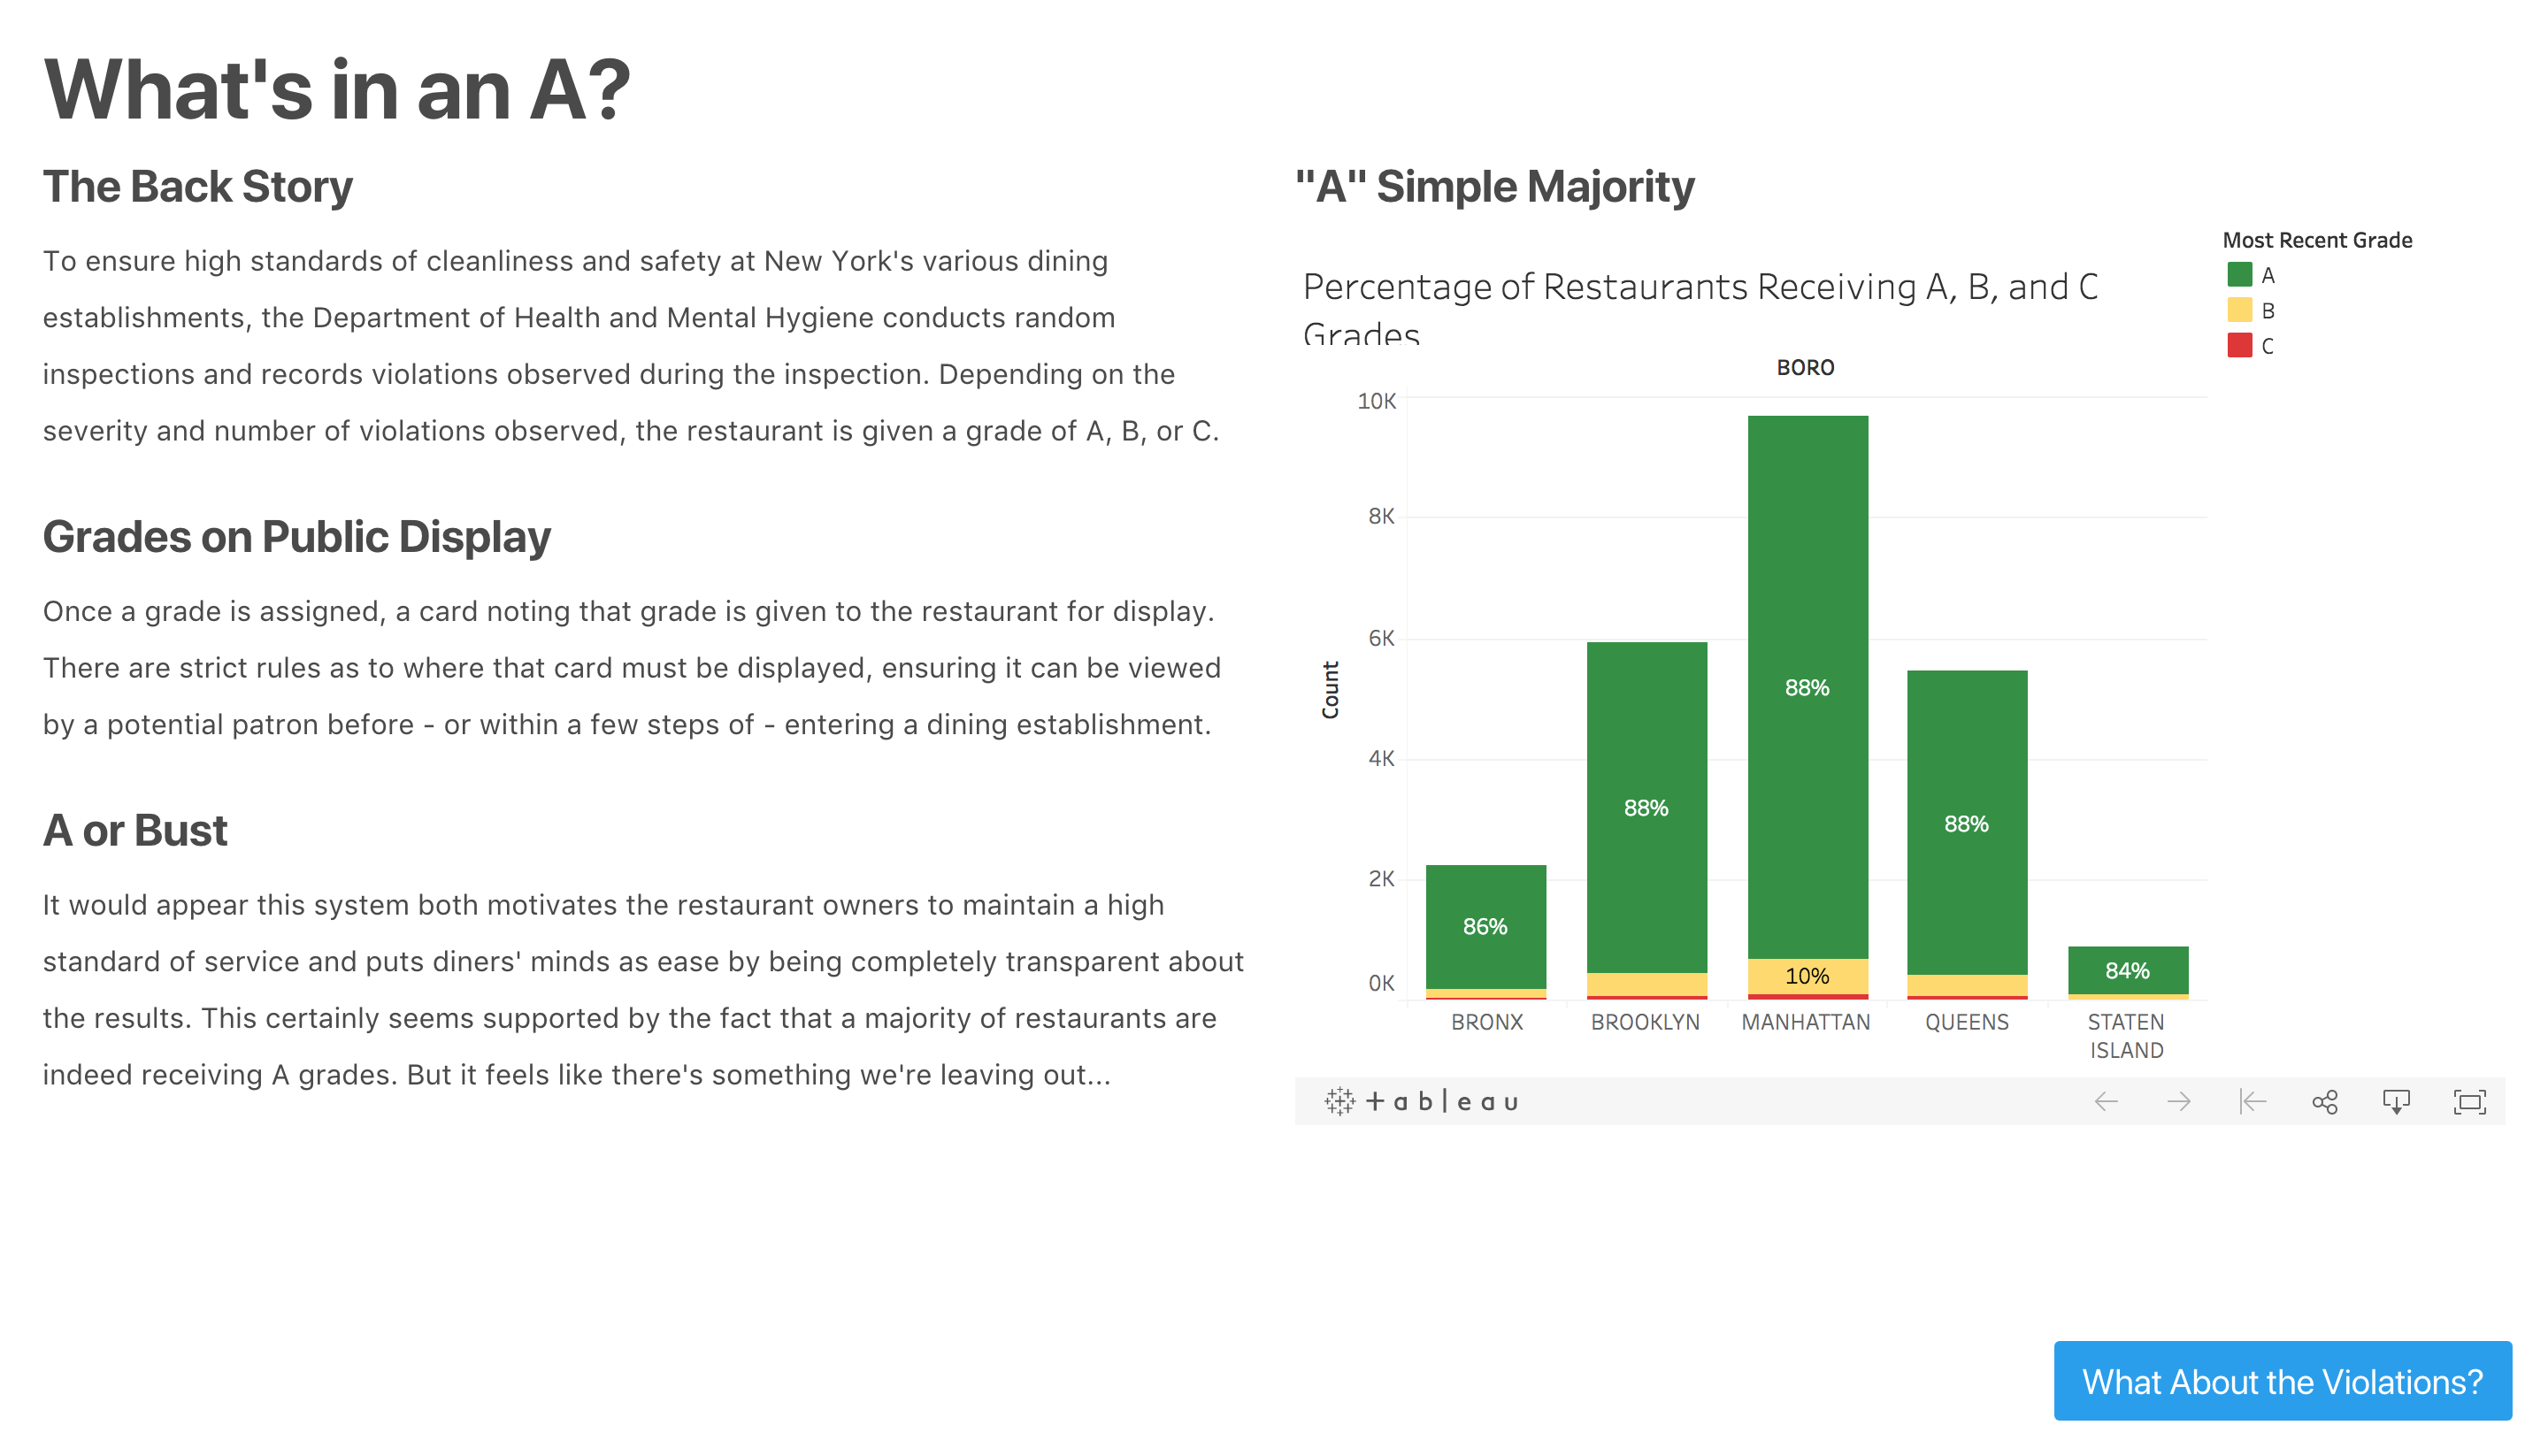 What's in an A?
The Back Story
To ensure high standards of cleanliness and safety at New York's various dining
establishments, the Department of Health and Mental Hygiene conducts random
inspections and records violations observed during the inspection. Depending on the
severity and number of violations observed, the restaurant is given a grade of A, B, or C.
Grades on Public Display
Once a grade is assigned, a card noting that grade is given to the restaurant for display.
There are strict rules as to where that card must be displayed, ensuring it can be viewed
by a potential patron before - or within a few steps of - entering a dining establishment.
A or Bust
It would appear this system both motivates the restaurant owners to maintain a high
standard of service and puts diners' minds as ease by being completely transparent about
the results. This certainly seems supported by the fact that a majority of restaurants are
indeed receiving A grades. But it feels like there's something we're leaving out...
"A" Simple Majority
Percentage of Restaurants Receiving A, B, and C
Grades
Most Recent Grade
A
B
C
BORO
10K
8K
6K
4K
2K
0K
Count
86%
88%
88%
10%
88%
84%
BRONX
BROOKLYN
MANHATTAN
QUEENS
STATEN
ISLAND
+ableau
What About the Violations?